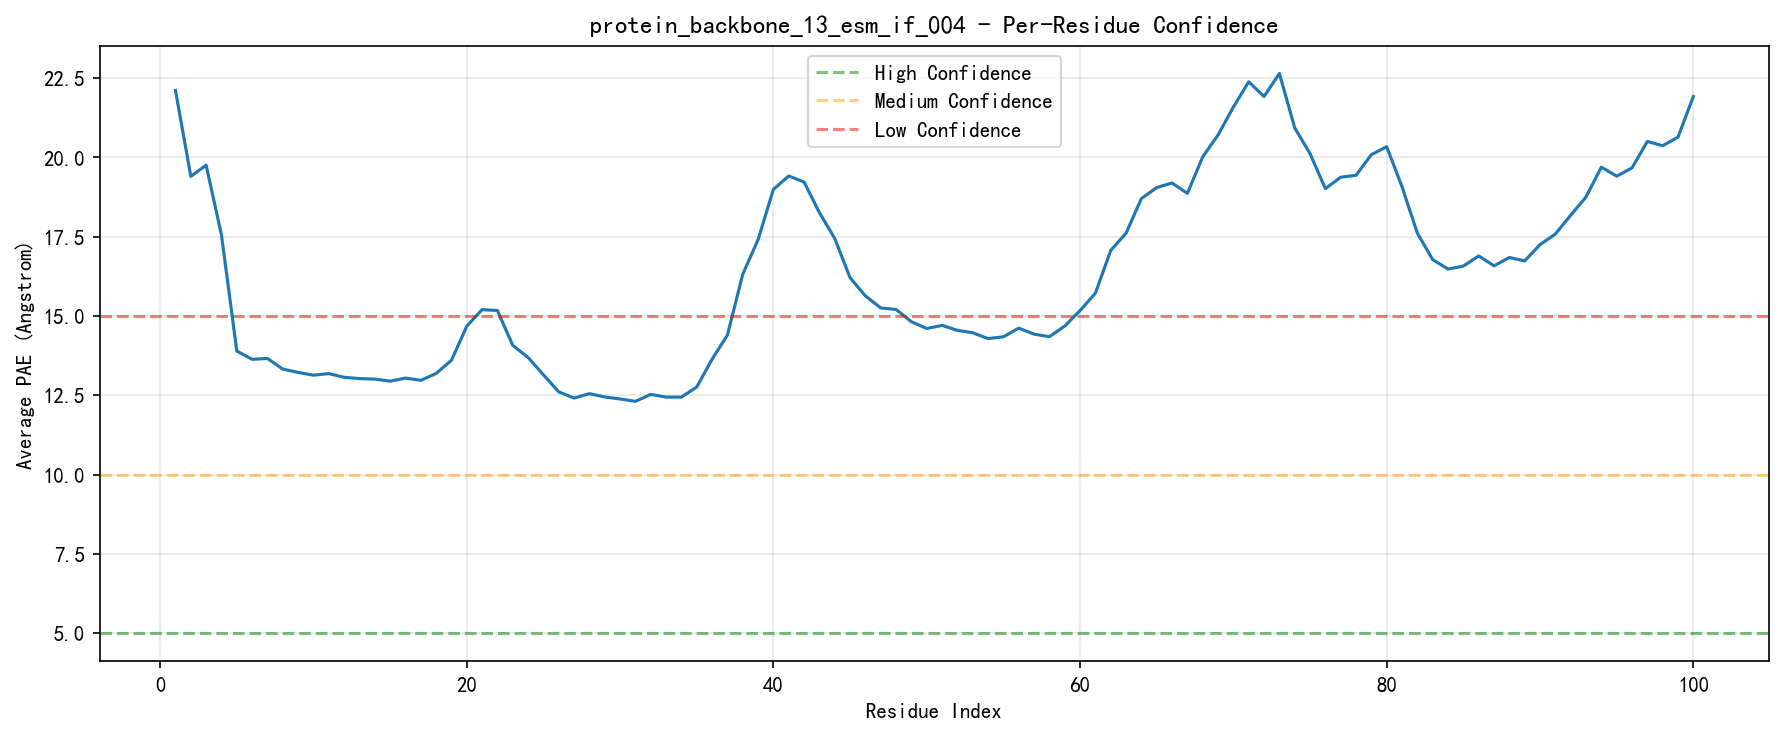 protein_backbone_13_esm_if_004 - Per-Residue Confidence
High Confidence
Medium Confidence
Low Confidence
Average PAE (Angstrom)
22.5
20.0
17.5
15.0
12.5
10.0
7.5
5.0
0 20 40 60 80 100
Residue Index